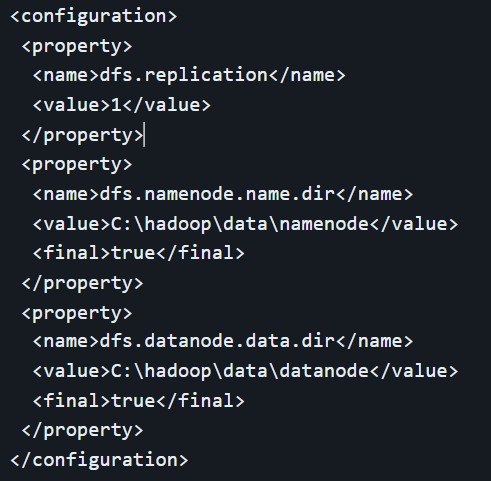 <configuration>
<property>
<name>dfs.replication</name>
<value>1</value>
</property>
<property>
<name>dfs.namenode.name.dir</name>
<value>C:\hadoop\data\namenode</value>
<final>true</final>
</property>
<property>
<name>dfs.datanode.data.dir</name>
<value>C:\hadoop\data\datanode</value>
<final>true</final>
</property>
</configuration>